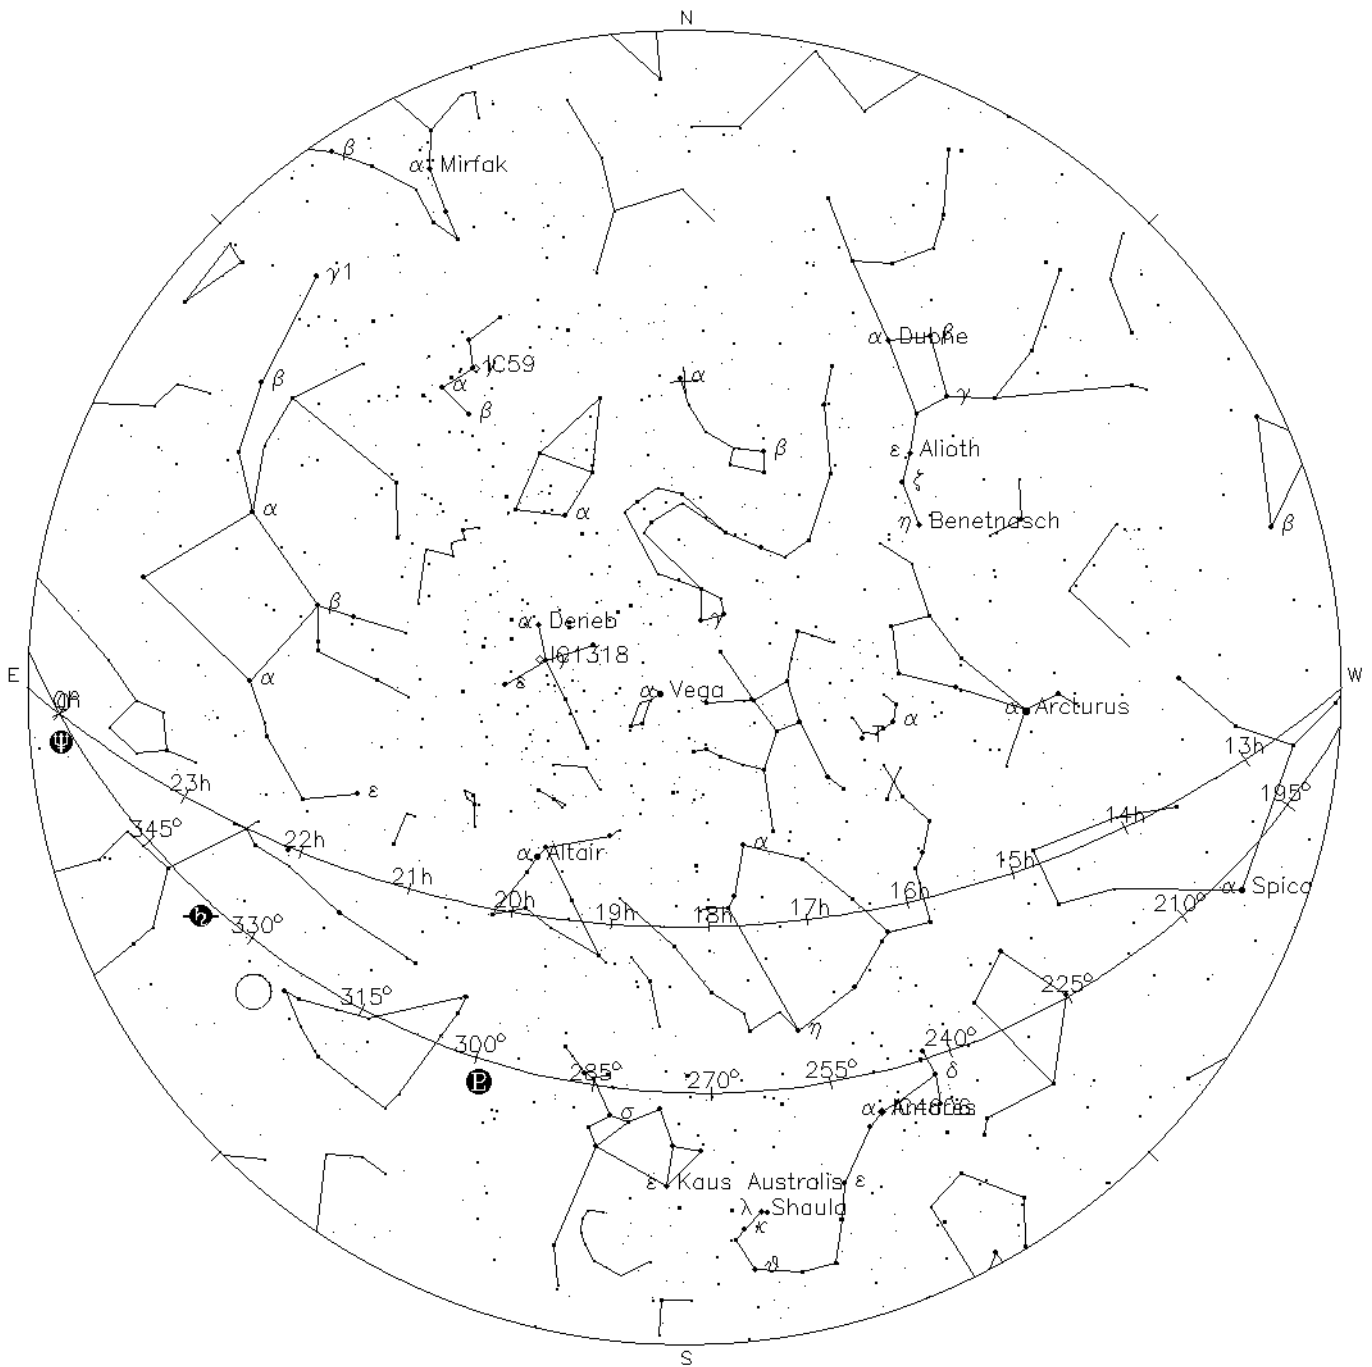 N
β
α Mirfak
γ1
α Dubhe
β
IC59
γ
α
β
β
α
γ
β
ε Alioth
ζ
η Benetnasch
β
α
α
β
α Deneb
γ
IC1318
ε
γ
E
W
α
α Vega
α Arcturus
α
T
13h
195°
14h
23h
ε
345°
22h
α
α Altair
15h
21h
α Spica
16h
20h
19h
18h
17h
210°
330°
225°
315°
η
240°
300°
285°
270°
255°
δ
P
α Antares
σ
ε Kaus Australis
ε
λ Shaula
κ
θ
S